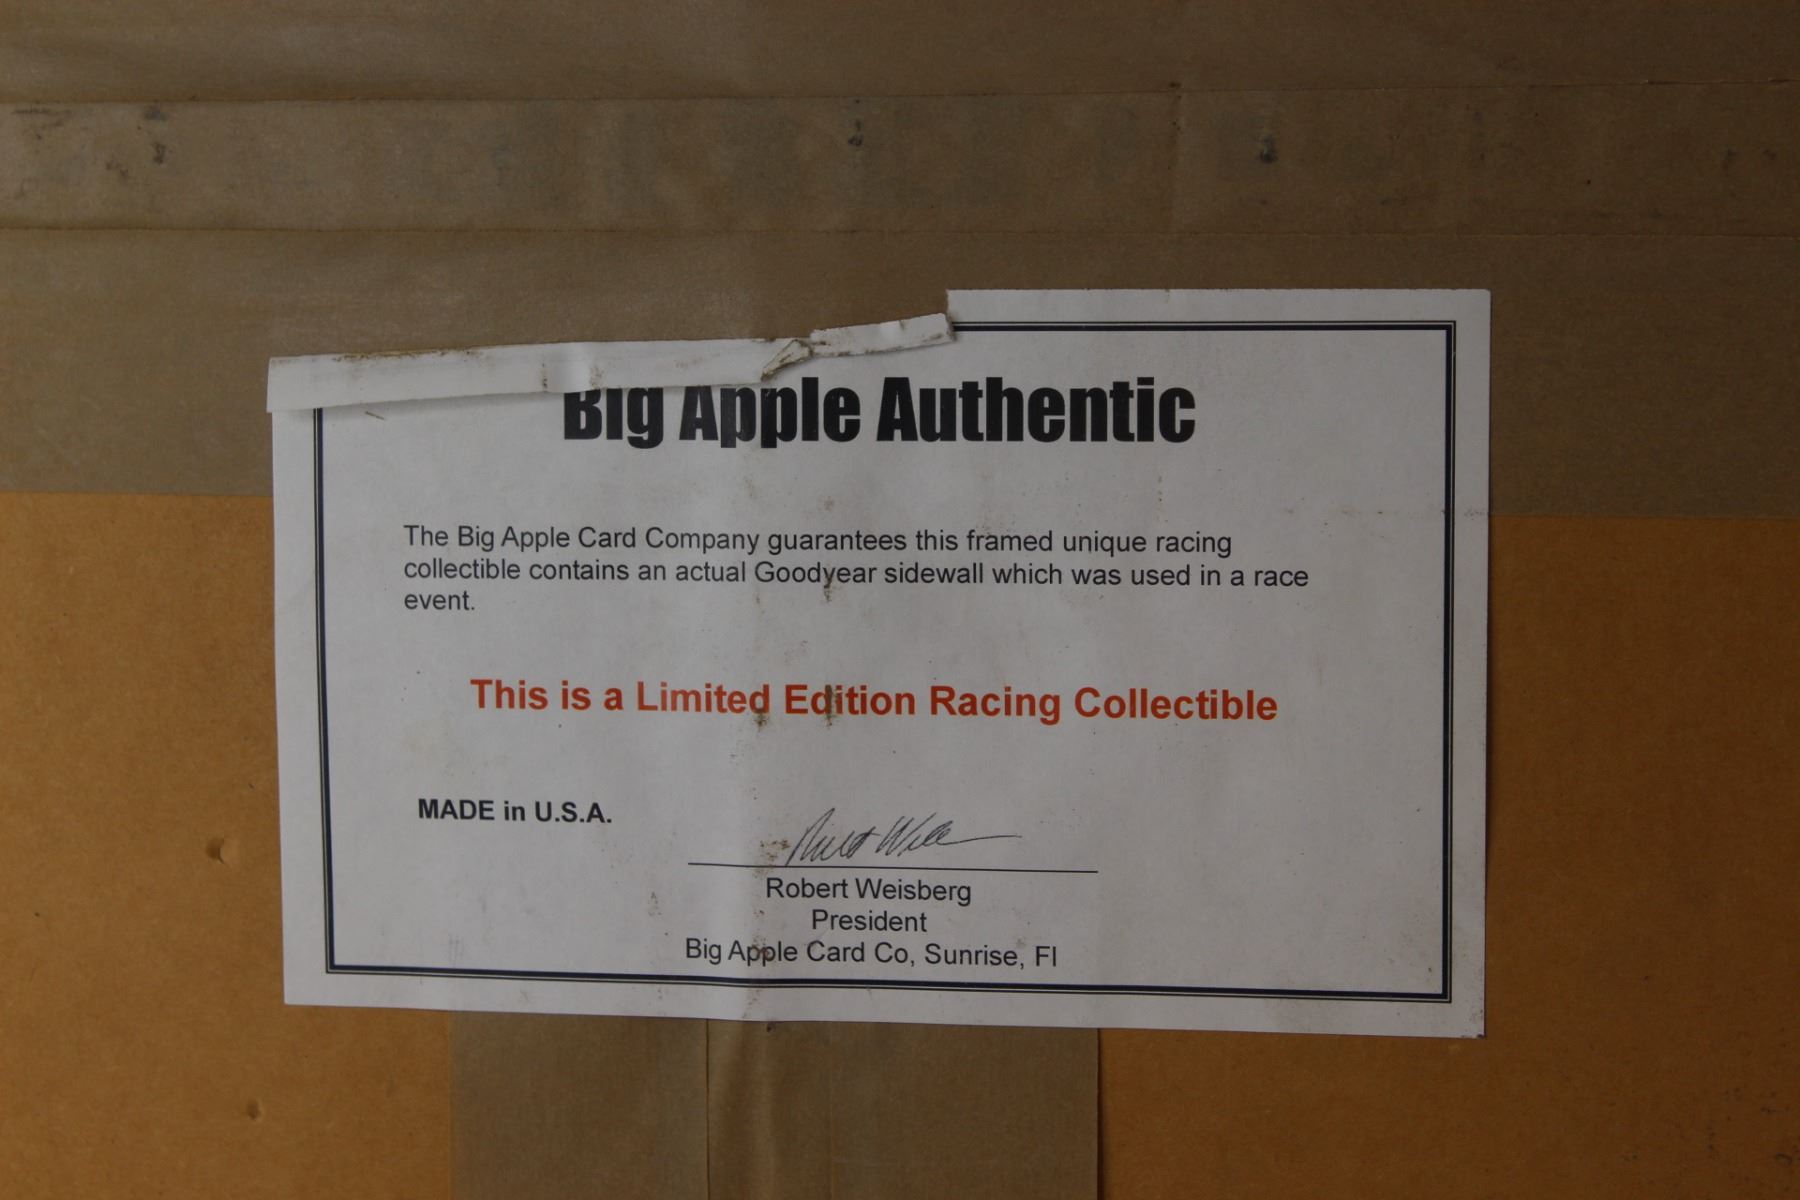 Big Apple Authentic
The Big Apple Card Company guarantees this framed unique racing
collectible contains an actual Goodyear sidewall which was used in a race
event.
This is a Limited Edition Racing Collectible
MADE in U.S.A.
Robert Weisberg
President
Big Apple Card Co, Sunrise, Fl